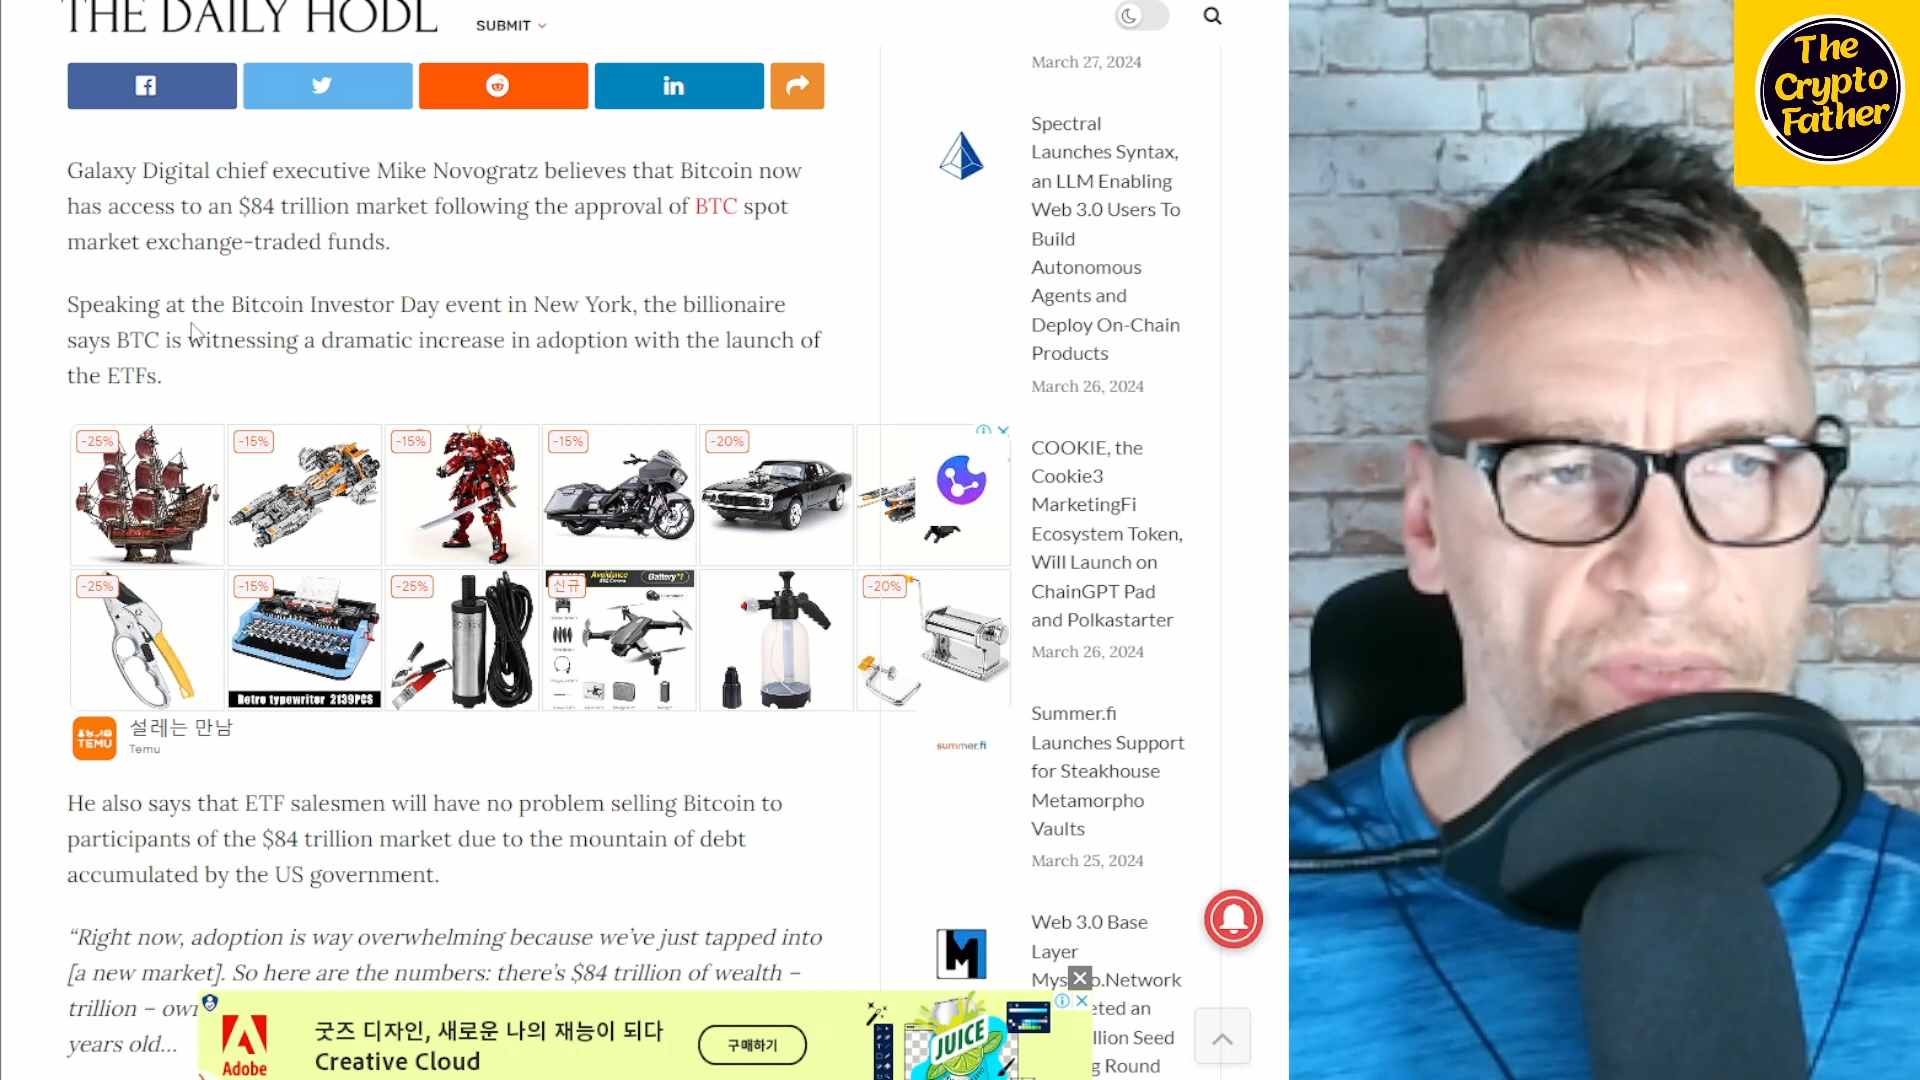 THE DAILY HODL
SUBMIT
Galaxy Digital chief executive Mike Novogratz believes that Bitcoin now
has access to an $84 trillion market following the approval of BTC spot
market exchange-traded funds.
Speaking at the Bitcoin Investor Day event in New York, the billionaire
says BTC is witnessing a dramatic increase in adoption with the launch of
the ETFs.
-25%
-15%
-15%
-15%
-20%
-25%
-15%
-25%
신규
Avoidance
Battery*1
-20%
Retro typewriter 2139PCS
TEMU
설레는 만남
Temu
He also says that ETF salesmen will have no problem selling Bitcoin to
participants of the $84 trillion market due to the mountain of debt
accumulated by the US government.
“Right now, adoption is way overwhelming because we’ve just tapped into
[a new market]. So here are the numbers: there’s $84 trillion of wealth –
trillion –
years old...
Adobe
굿즈 디자인, 새로운 나의 재능이 되다
Creative Cloud
구매하기
JUICE
March 27, 2024
Spectral
Launches Syntax,
an LLM Enabling
Web 3.0 Users To
Build
Autonomous
Agents and
Deploy On-Chain
Products
March 26, 2024
COOKIE, the
Cookie3
MarketingFi
Ecosystem Token,
Will Launch on
ChainGPT Pad
and Polkastarter
March 26, 2024
summer.fi
Summer.fi
Launches Support
for Steakhouse
Metamorpho
Vaults
March 25, 2024
Web 3.0 Base
Layer
Seed
Round
The
Crypto
Father